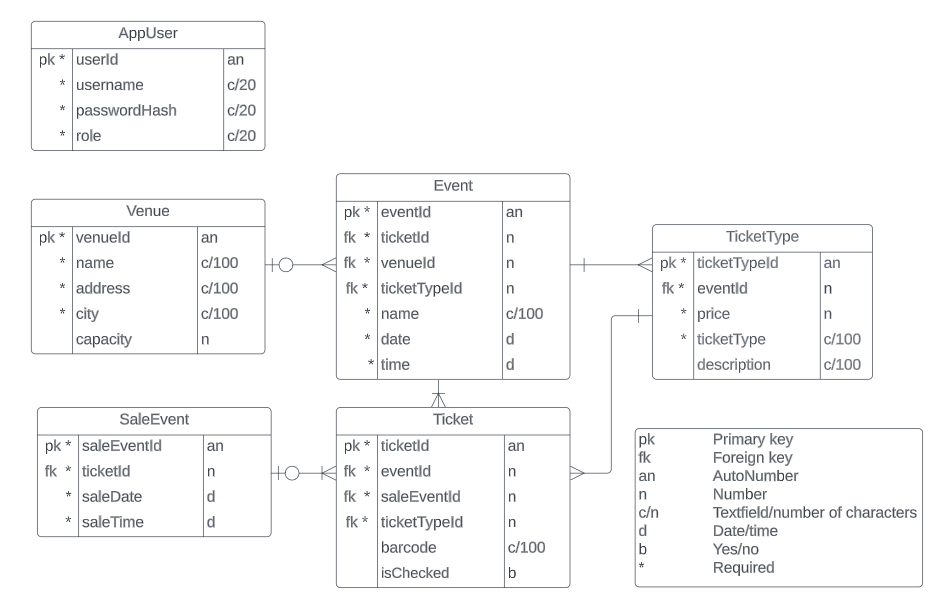 AppUser
pk * userId an
* username c/20
* passwordHash c/20
* role c/20
Venue
pk * venueId an
* name c/100
* address c/100
* city c/100
capacity n
Event
pk * eventId an
fk * ticketId n
fk * venueId n
fk * ticketTypeId n
* name c/100
* date d
* time d
TicketType
pk * ticketTypeId an
fk * eventId n
* price n
* ticketType c/100
description c/100
SaleEvent
pk * saleEventId an
fk * ticketId n
* saleDate d
* saleTime d
Ticket
pk * ticketId an
fk * eventId n
fk * saleEventId n
fk * ticketTypeId n
barcode c/100
isChecked b
pk Primary key
fk Foreign key
an AutoNumber
n Number
c/n Textfield/number of characters
d Date/time
b Yes/no
* Required